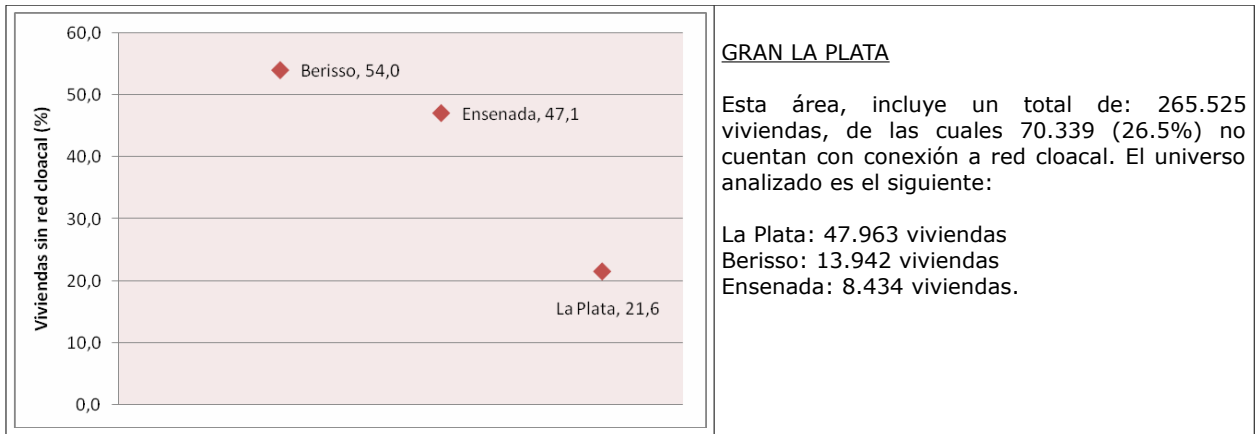 Viviendas sin red cloacal (%)
60,0
50,0
40,0
30,0
20,0
10,0
0,0
Berisso, 54,0
Ensenada, 47,1
La Plata, 21,6
GRAN LA PLATA
Esta área, incluye un total de: 265.525
viviendas, de las cuales 70.339 (26.5%) no
cuentan con conexión a red cloacal. El universo
analizado es el siguiente:
La Plata: 47.963 viviendas
Berisso: 13.942 viviendas
Ensenada: 8.434 viviendas.